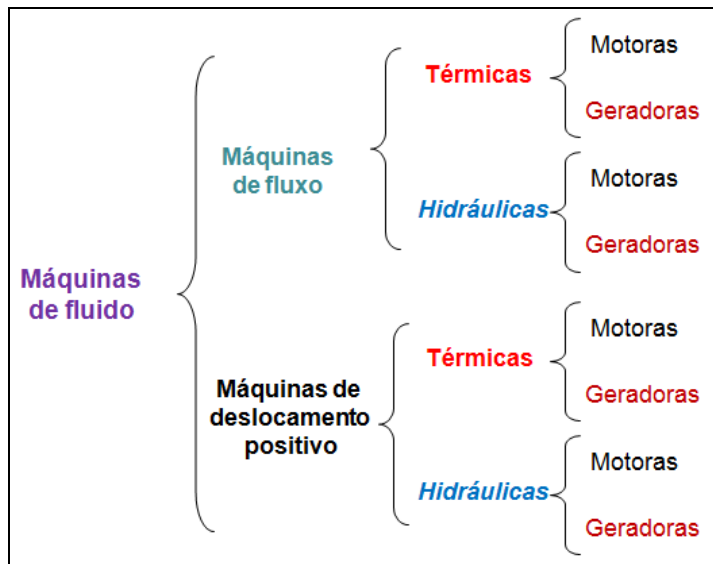 Máquinas
de fluido
Máquinas
de fluxo
Térmicas
Motoras
Geradoras
Hidráulicas
Motoras
Geradoras
Máquinas de
deslocamento
positivo
Térmicas
Motoras
Geradoras
Hidráulicas
Motoras
Geradoras